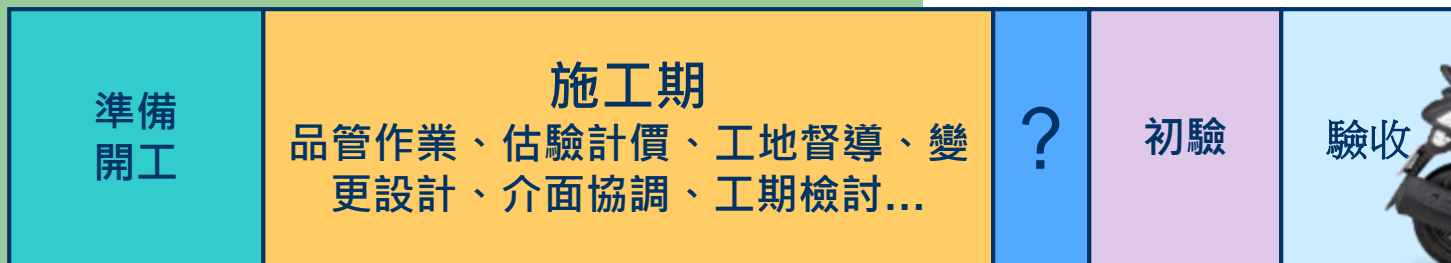 準備
開工
施工期
品管作業、估驗計價、工地督導、變
更設計、介面協調、工期檢討...
?
初驗
驗收